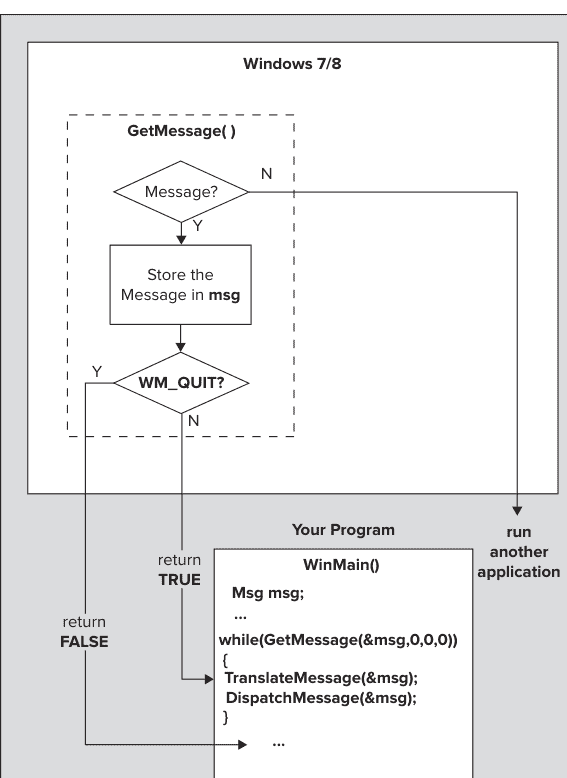 Windows 7/8
GetMessage( )
Message?
N
Y
Store the
Message in msg
WM_QUIT?
Y
N
run
another
application
return
TRUE
return
FALSE
Your Program
WinMain()
Msg msg;
...
while(GetMessage(&msg,0,0,0))
{
TranslateMessage(&msg);
DispatchMessage(&msg);
}
...